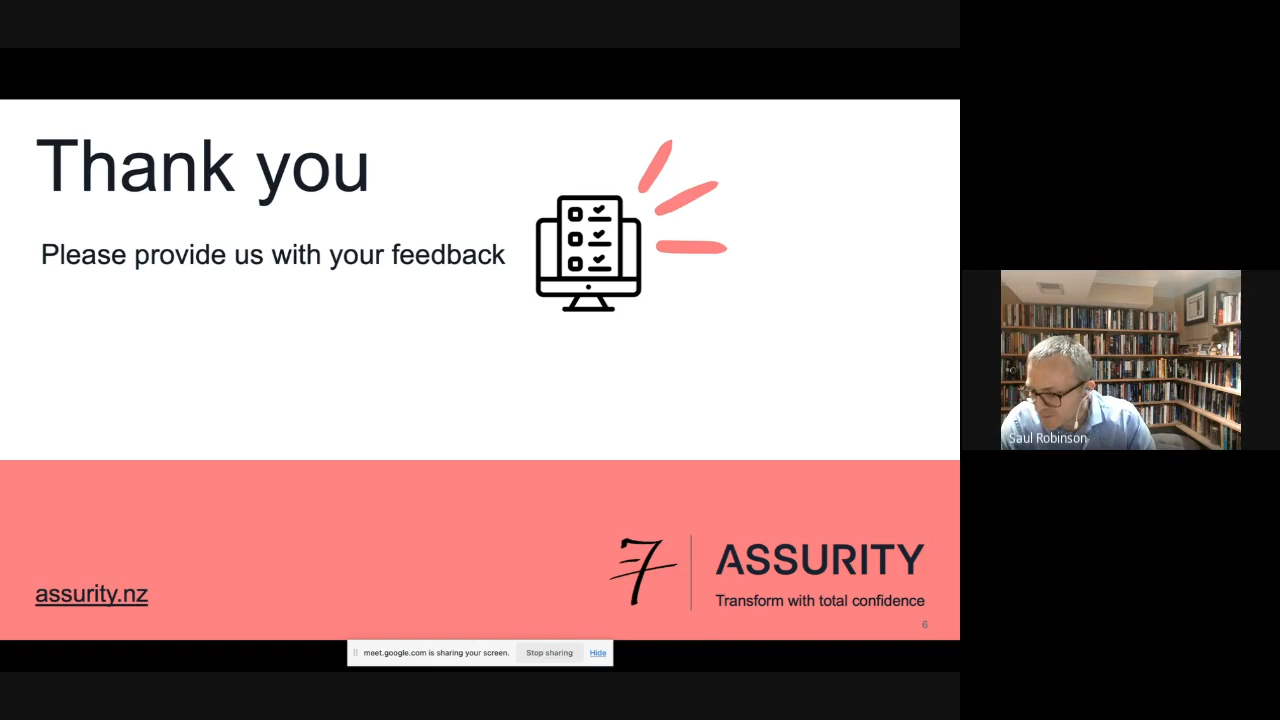 Thank you
Please provide us with your feedback
assurity.nz
ASSURITY
Transform with total confidence
6
meet.google.com is sharing your screen. Stop sharing Hide
Saul Robinson